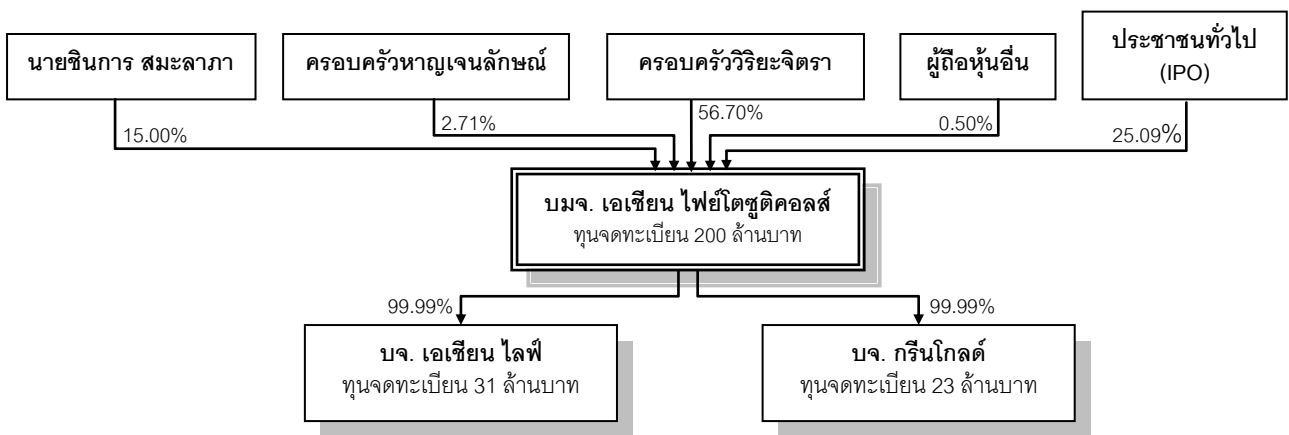 นายชินการ สมะลาภา
ครอบครัวหาญเจนลักษณ์
ครอบครัววิริยะจิตรา
ผู้ถือหุ้นอื่น
ประชาชนทั่วไป
(IPO)
15.00%
2.71%
56.70%
0.50%
25.09%
บมจ. เอเชียน ไฟย์โตซูติคอลส์
ทุนจดทะเบียน 200 ล้านบาท
99.99%
99.99%
บจ. เอเชียน ไลฟ์
ทุนจดทะเบียน 31 ล้านบาท
บจ. กรีนโกลด์
ทุนจดทะเบียน 23 ล้านบาท